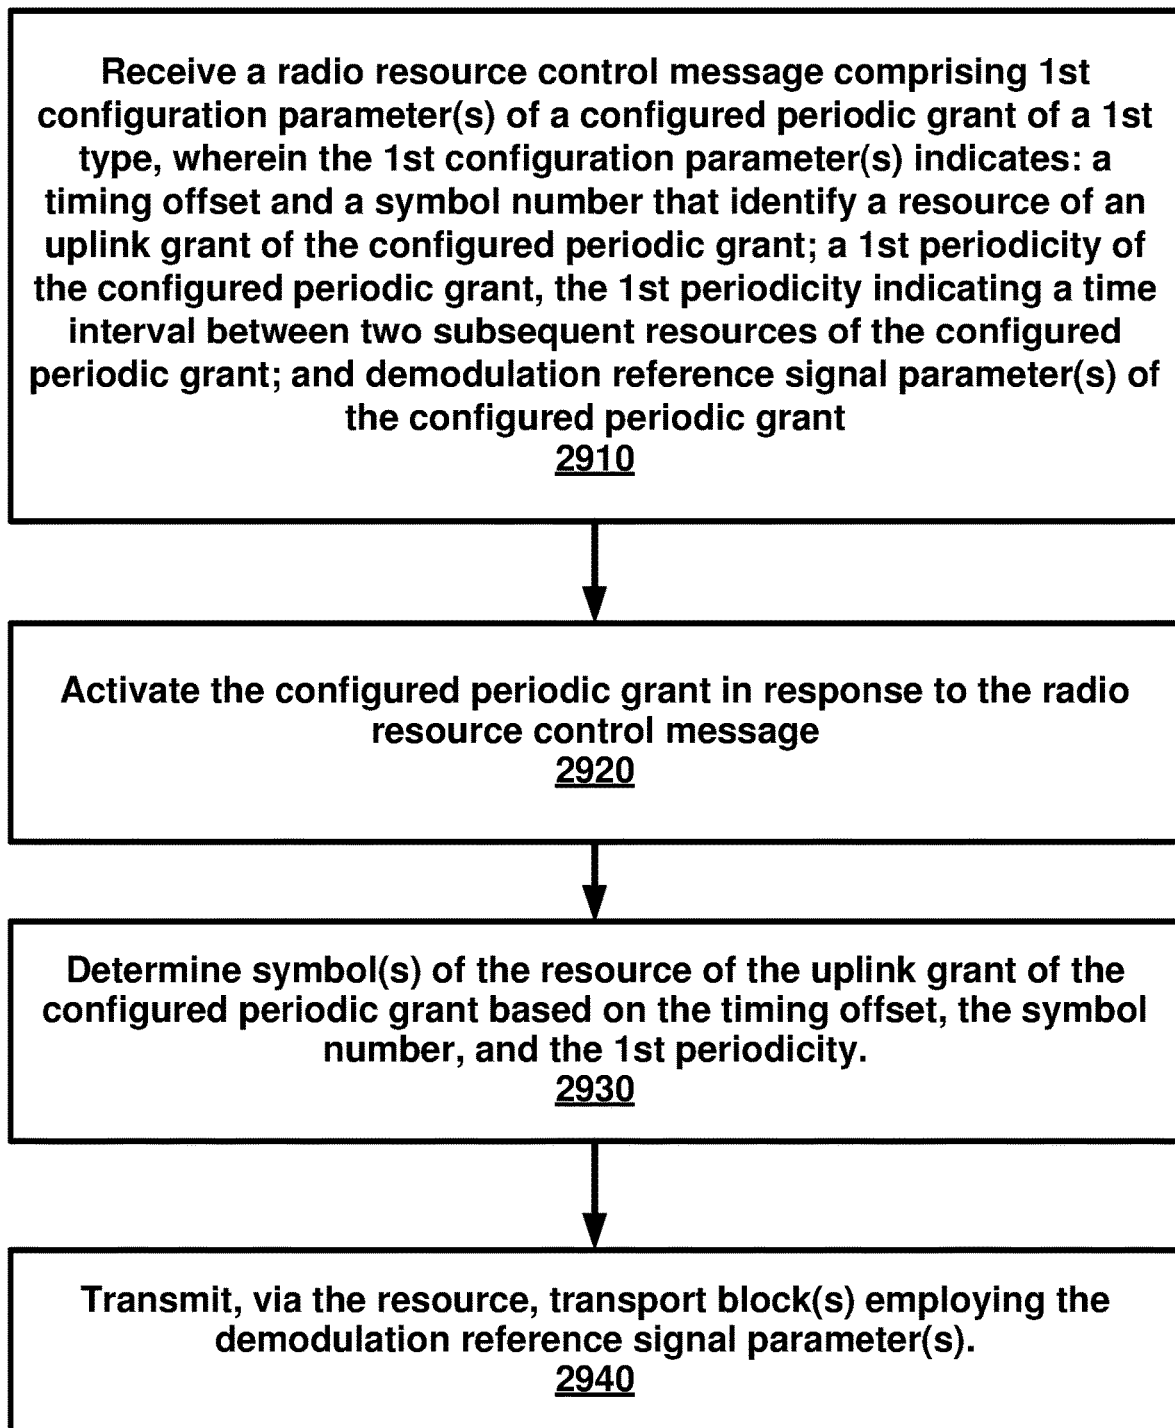 Receive a radio resource control message comprising 1st
configuration parameter(s) of a configured periodic grant of a 1st
type, wherein the 1st configuration parameter(s) indicates: a
timing offset and a symbol number that identify a resource of an
uplink grant of the configured periodic grant; a 1st periodicity of
the configured periodic grant, the 1st periodicity indicating a time
interval between two subsequent resources of the configured
periodic grant; and demodulation reference signal parameter(s) of
the configured periodic grant
2910
Activate the configured periodic grant in response to the radio
resource control message
2920
Determine symbol(s) of the resource of the uplink grant of the
configured periodic grant based on the timing offset, the symbol
number, and the 1st periodicity.
2930
Transmit, via the resource, transport block(s) employing the
demodulation reference signal parameter(s).
2940